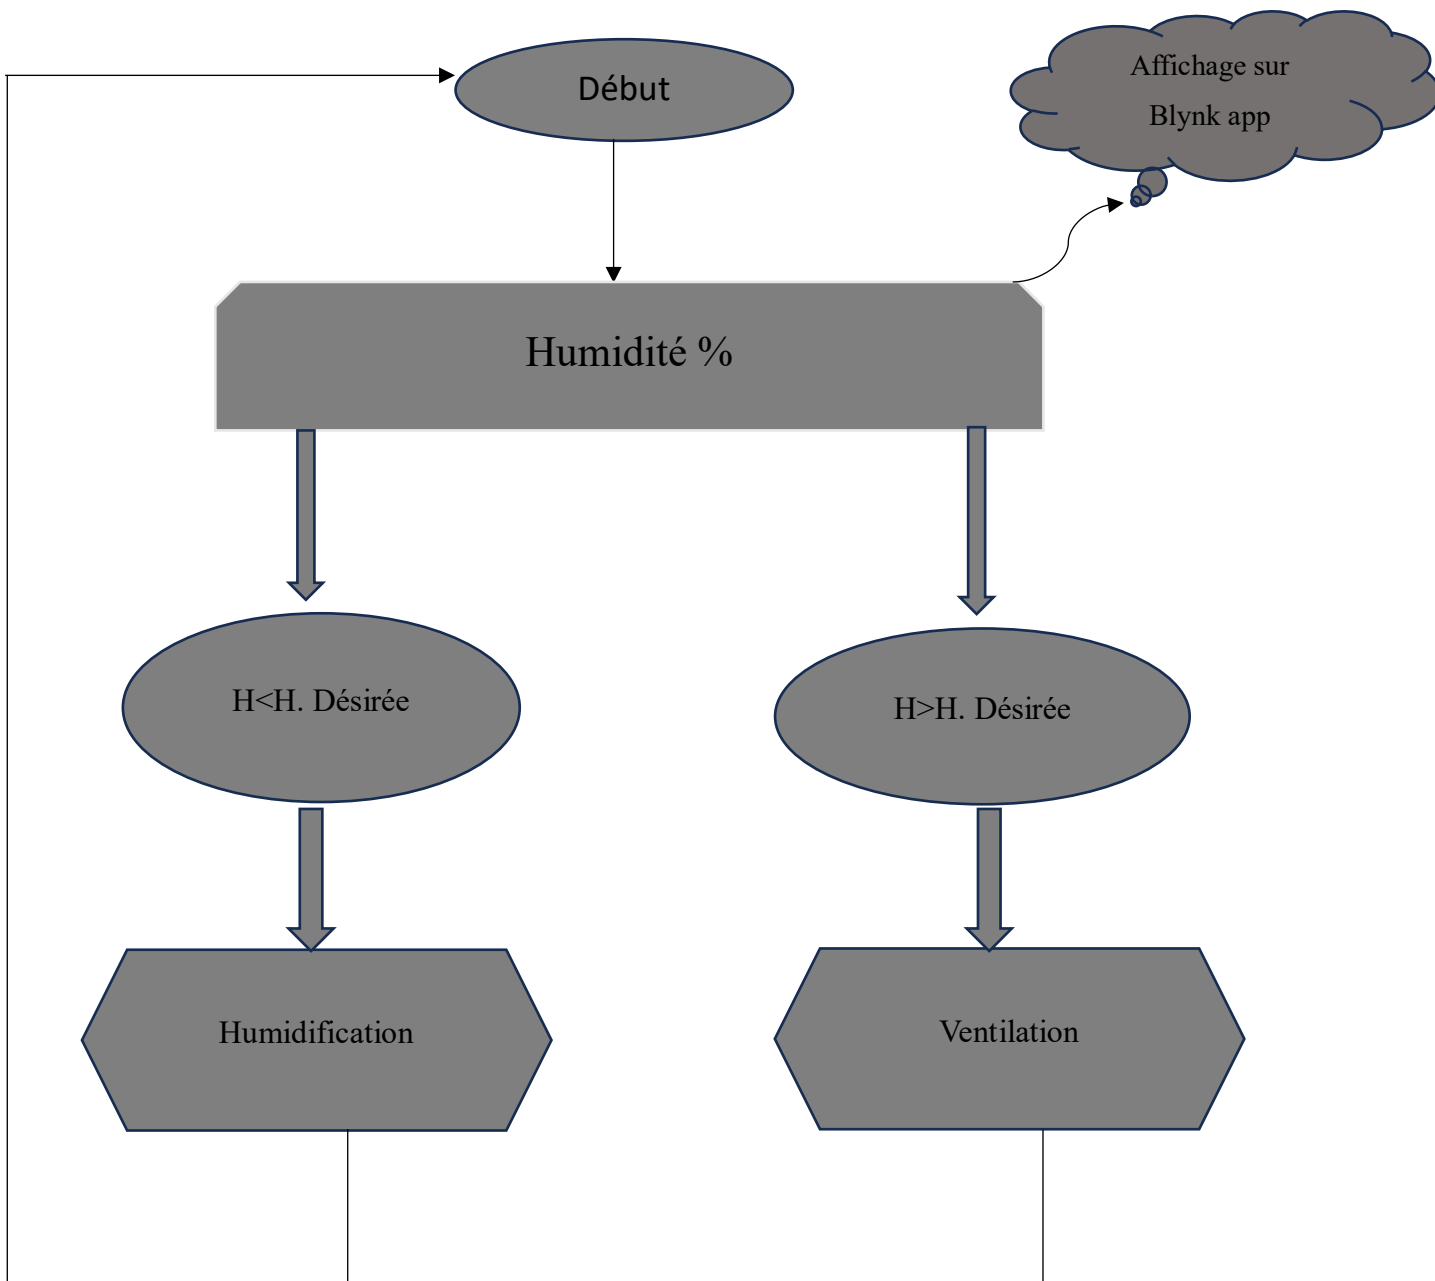 Début
Affichage sur
Blynk app
Humidité %
H<H. Désirée
H>H. Désirée
Humidification
Ventilation